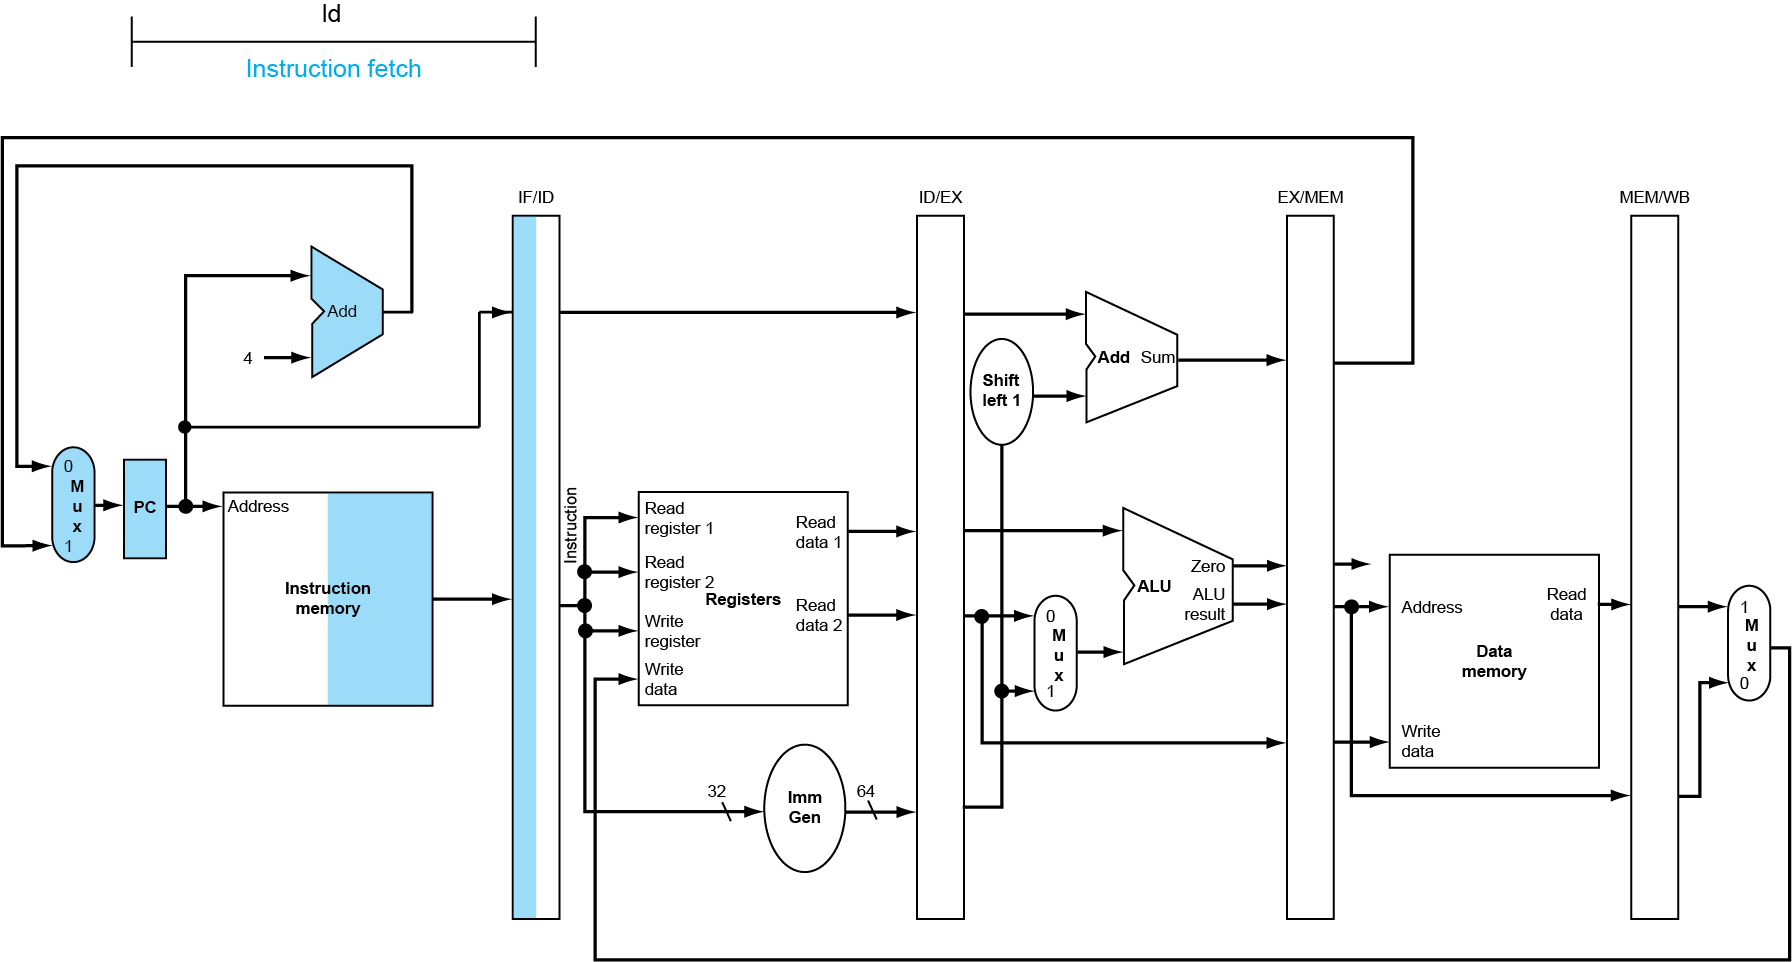 ld
Instruction fetch
IF/ID
ID/EX
EX/MEM
MEM/WB
Add
4
Add Sum
Shift
left 1
0
M
u
x
1
PC
Address
Instruction
memory
Instruction
Read
register 1
Read
register 2
Write
register
Write
data
Registers
Read
data 1
Read
data 2
0
M
u
x
1
ALU
Zero
ALU
result
Address
Write
data
Data
memory
Read
data
1
M
u
x
0
32
Imm
Gen
64